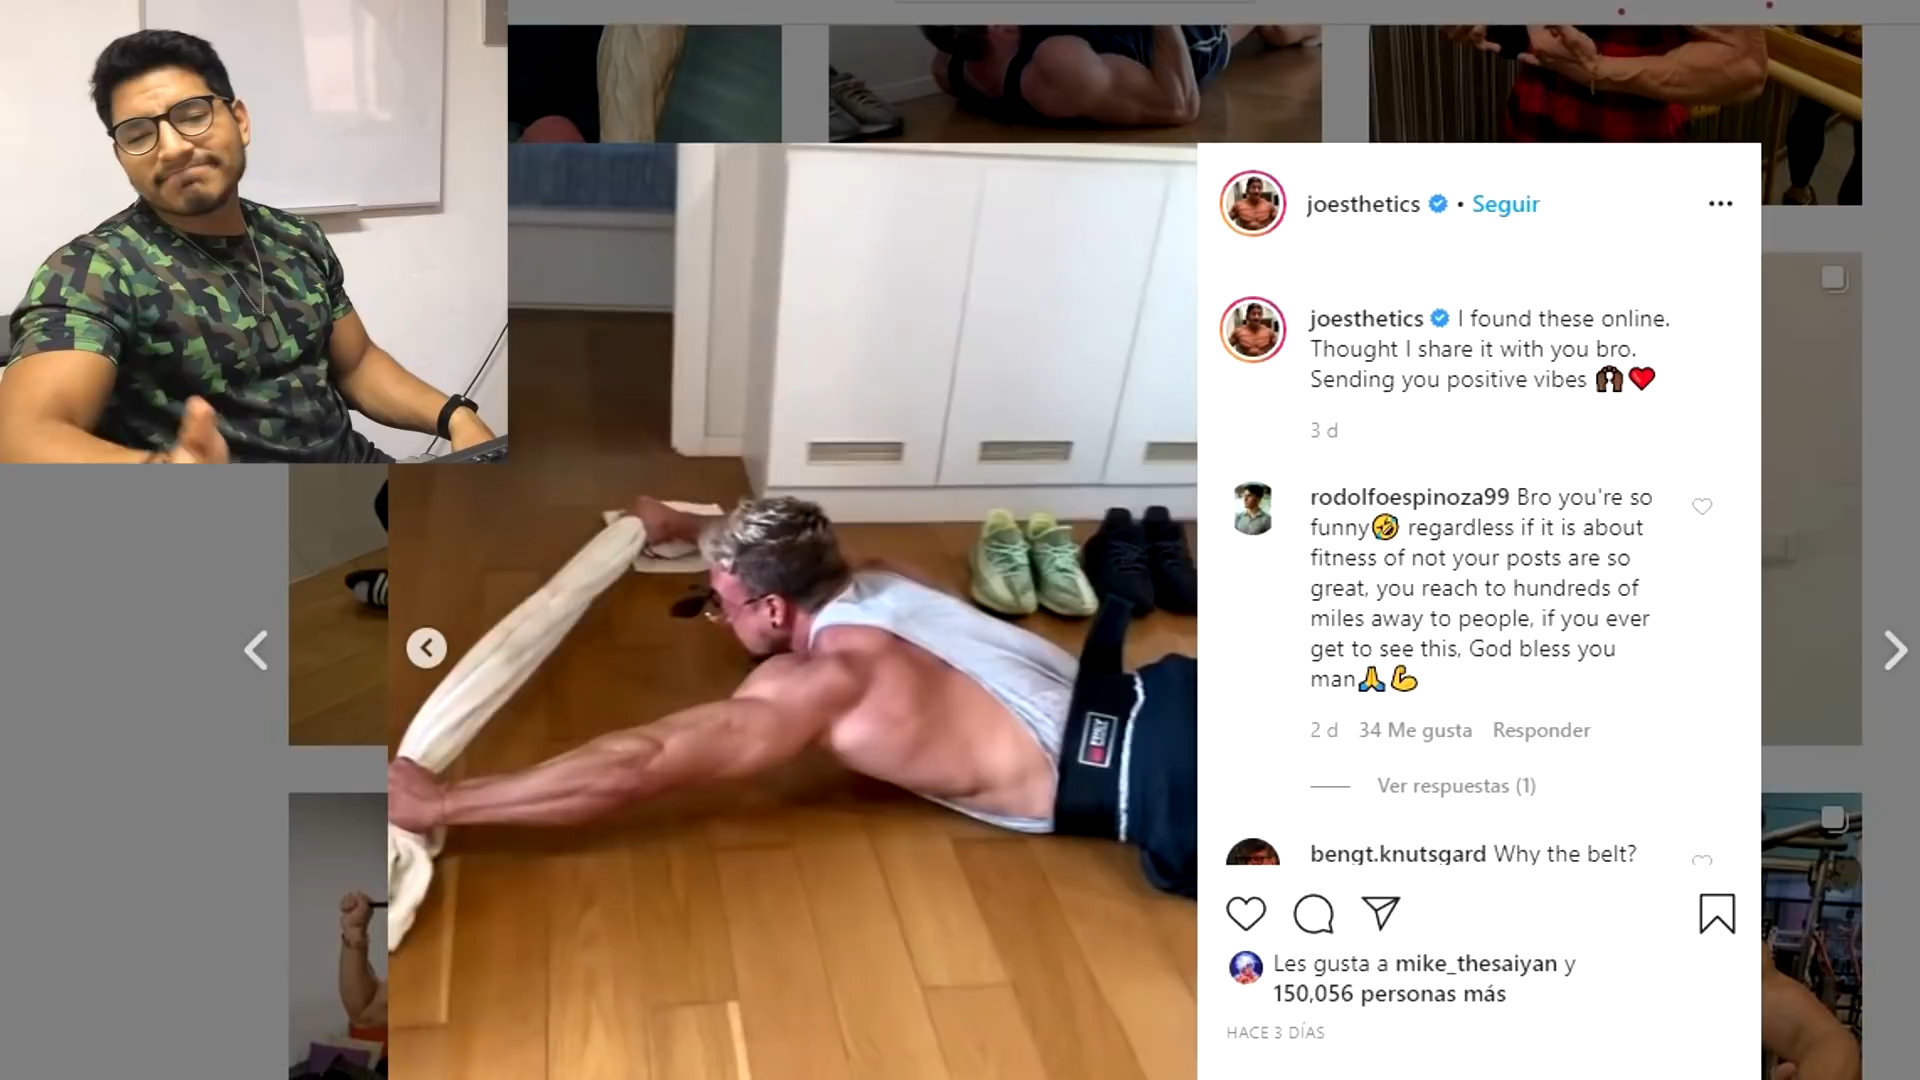 joesthetics • Seguir
joesthetics I found these online.
Thought I share it with you bro.
Sending you positive vibes 🙌🏿❤️
3 d
rodolfoespinoza99 Bro you're so
funny🤣 regardless if it is about
fitness of not your posts are so
great, you reach to hundreds of
miles away to people, if you ever
get to see this, God bless you
man🙏💪
2 d 34 Me gusta Responder
Ver respuestas (1)
bengt.knutsgard Why the belt?
Les gusta a mike_thesaiyan y
150,056 personas más
HACE 3 DÍAS